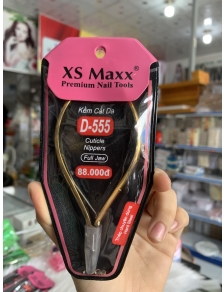 XS Maxx®
Premium Nail Tools
Kềm Cắt Da
D-555
Cuticle
Nippers
Full Jaw
88.000đ